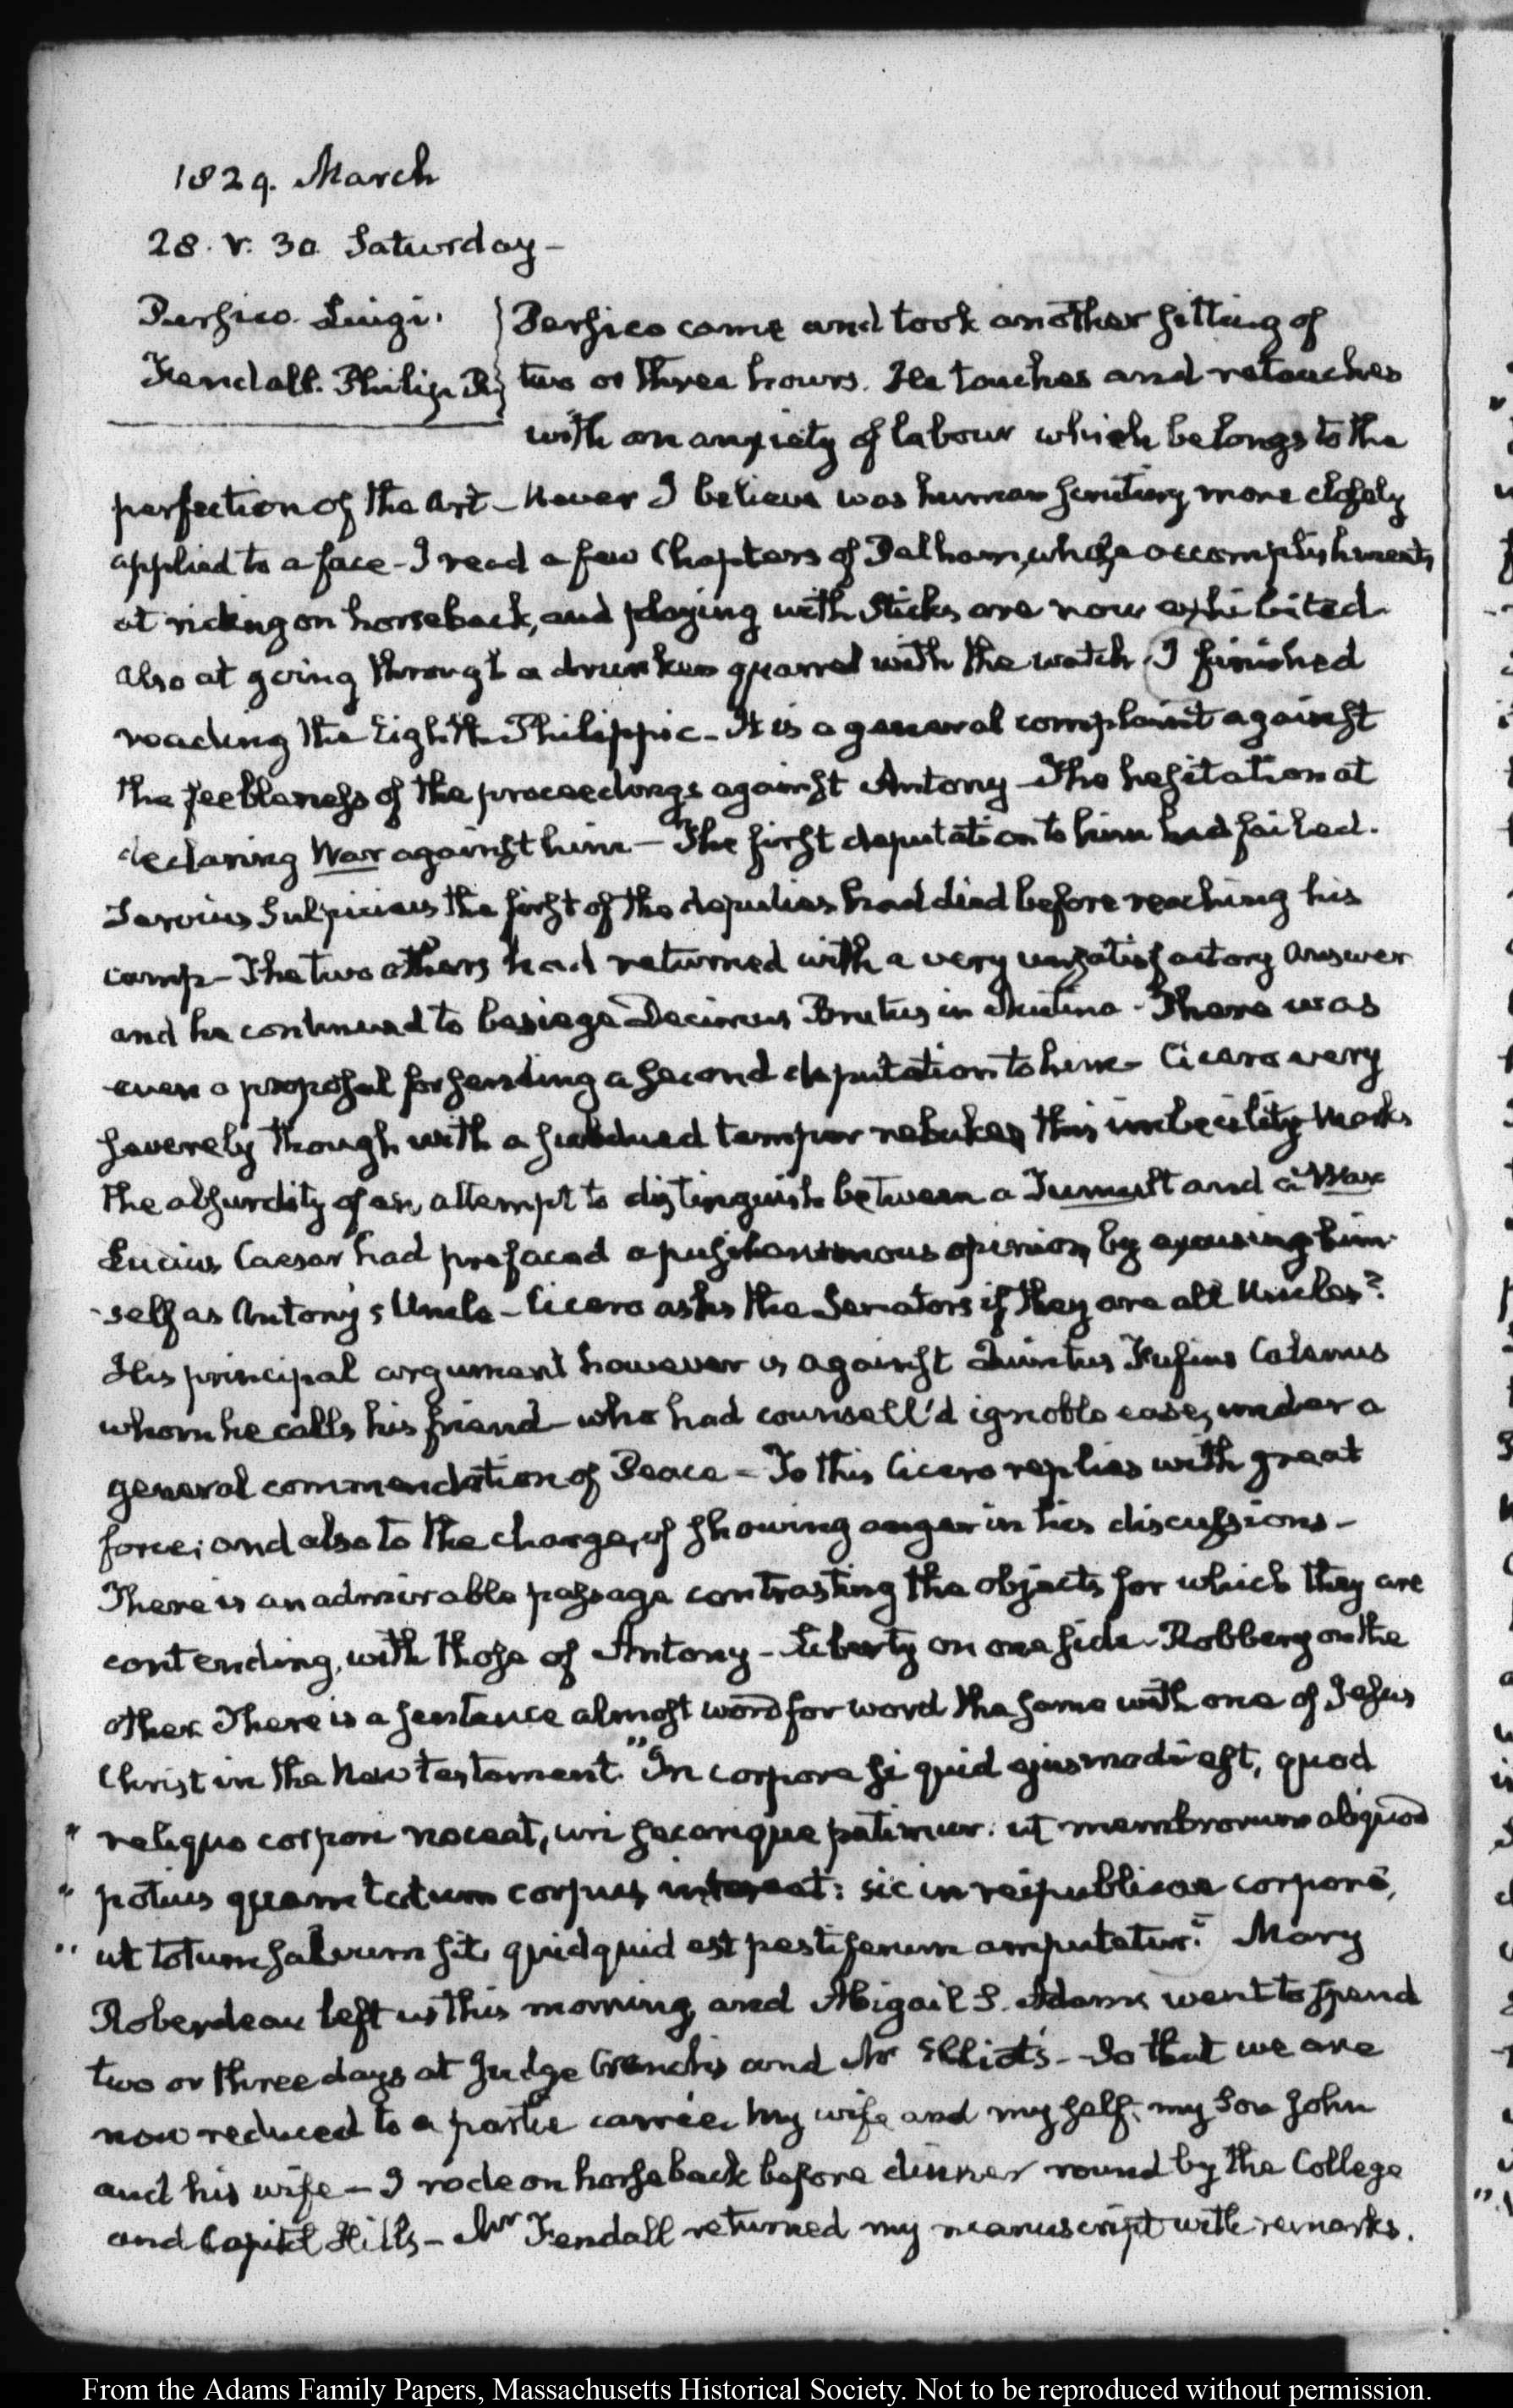 1829. March
28. V. 30. Saturday –
Persico. Luigi.
Fendall. Philip R.
Persico came and took another sitting of
two or three hours. He touches and retouches
with an anxiety of labour which belongs to the
perfection of the Art – Never I believe was human scrutiny more closely
applied to a face – I read a few Chapters of Pelham, whose accomplishments
at riding on horseback, and playing with sticks are now exhibited
also at going through a drunken quarrel with the watch. I finished
reading the Eighth Philippic – It is a general complaint against
the feebleness of the proceedings against Antony – The hesitation at
declaring War against him – The first deputation to him had failed.
Servius Sulpicius the first of the deputies had died before reaching his
camp – The two others had returned with a very unsatisfactory answer
and he continued to besiege Decimus Brutus in Mutina – There was
even a proposal for sending a second deputation to him – Cicero very
severely though with a subdued temper rebukes this imbecility Marks
the absurdity of an attempt to distinguish between a Tumult and a War
Lucius Caesar had prefaced a pusillanimous opinion, by excusing him-
self as Antony's Uncle – Cicero asks the Senators if they are all Uncles?
His principal argument however is against Quintus Fufius Calenus
whom he calls his friend – who had counsell'd ignoble ease, under a
general commendation of Peace – To this Cicero replies with great
force; and also to the charge, of showing anger in his discussions –
There is an admirable passage contrasting the objects for which they are
contending, with those of Antony – Liberty on one side – Robbery on the
other. There is a sentence almost word for word the same with one of Jesus
Christ in the New testament. "In corpore si quid ejusmodi est, quod
" reliquo corpori noceat, uri secarique patimur: ut membrorum aliquod
" potius quam totum corpus intereat: sic in reipublicae corpore,
" ut totum salvum sit, quidquid est pestiferum amputetur." Mary
Roberdeau left us this morning, and Abigail S. Adams went to spend
two or three days at Judge Cranch's and Mr Elliot's – So that we are
now reduced to a partie carrée. My wife and myself, my Son John
and his wife – I rode on horseback before dinner round by the College
and Capitol Hills – Mr Fendall returned my manuscript with remarks.
From the Adams Family Papers, Massachusetts Historical Society. Not to be reproduced without permission.